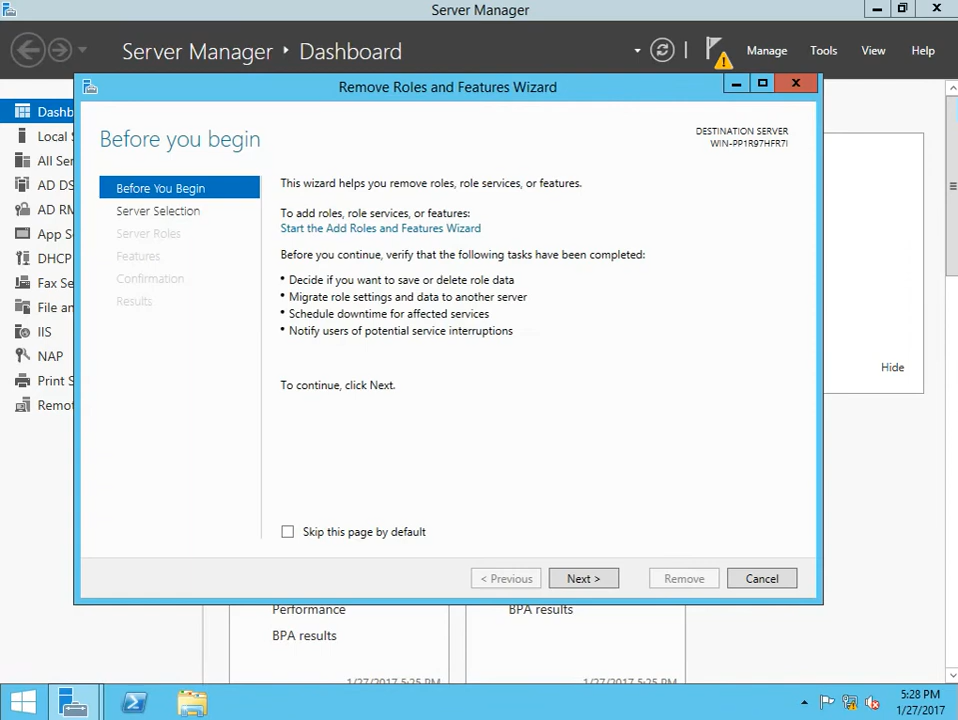 Server Manager
Server Manager Dashboard
Manage Tools View Help
Remove Roles and Features Wizard
Before you begin
DESTINATION SERVER
WIN-PP1R97HFR7I
Before You Begin
Server Selection
Server Roles
Features
Confirmation
Results
This wizard helps you remove roles, role services, or features.
To add roles, role services, or features:
Start the Add Roles and Features Wizard
Before you continue, verify that the following tasks have been completed:
• Decide if you want to save or delete role data
• Migrate role settings and data to another server
• Schedule downtime for affected services
• Notify users of potential service interruptions
To continue, click Next.
Skip this page by default
< Previous
Next >
Remove
Cancel
Dashb
Local S
All Ser
AD DS
AD RM
App S
DHCP
Fax Se
File an
IIS
NAP
Print S
Remot
Hide
Performance
BPA results
1/27/2017 5:25 PM
BPA results
1/27/2017 5:25 PM
5:28 PM
1/27/2017